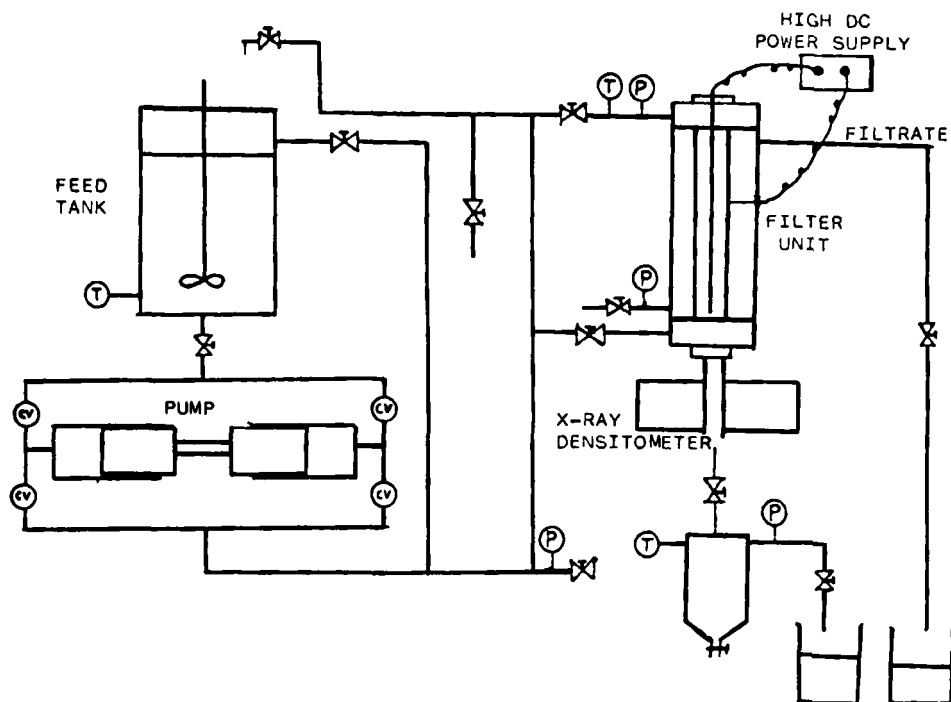 HIGH DC
POWER SUPPLY
T
P
FILTRATE
FEED
TANK
FILTER
UNIT
P
T
PUMP
CV
CV
X-RAY
DENSITOMETER
CV
CV
P
T
P